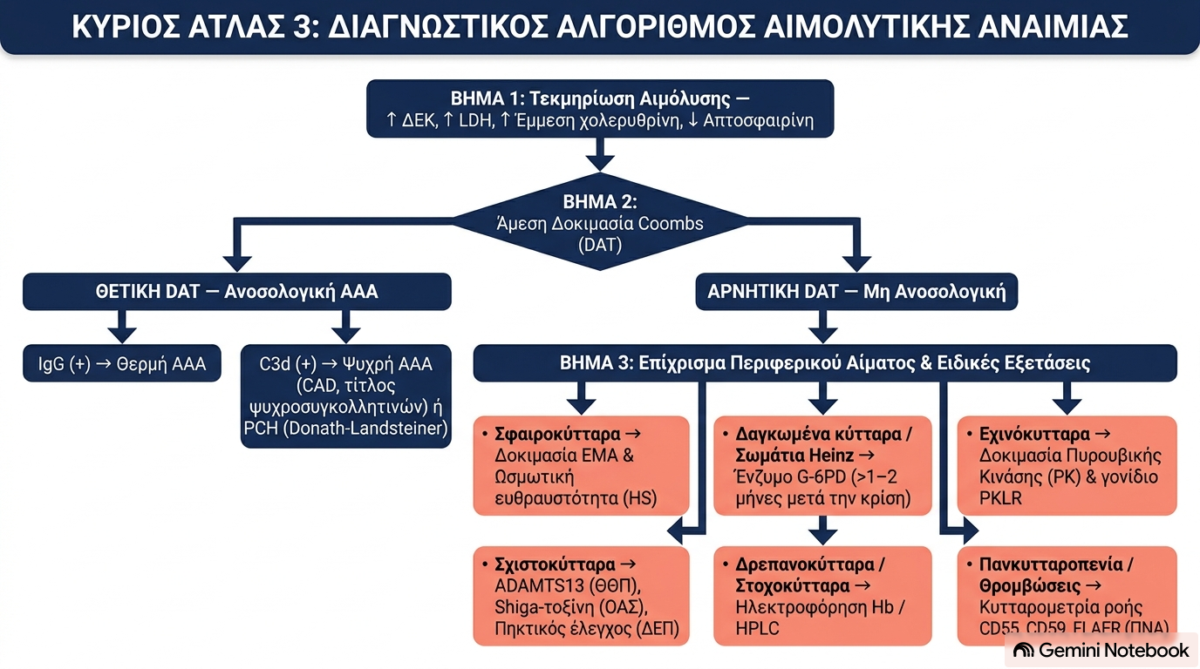 ΚΥΡΙΟΣ ΑΤΛΑΣ 3: ΔΙΑΓΝΩΣΤΙΚΟΣ ΑΛΓΟΡΙΘΜΟΣ ΑΙΜΟΛΥΤΙΚΗΣ ΑΝΑΙΜΙΑΣ
ΒΗΜΑ 1: Τεκμηρίωση Αιμόλυσης —
↑ ΔΕΚ, ↑ LDH, ↑ Έμμεση χολερυθρίνη, ↓ Απτοσφαιρίνη
ΒΗΜΑ 2:
Άμεση Δοκιμασία Coombs
(DAT)
ΘΕΤΙΚΗ DAT — Ανοσολογική ΑΑΑ
ΑΡΝΗΤΙΚΗ DAT — Μη Ανοσολογική
IgG (+) → Θερμή ΑΑΑ
C3d (+) → Ψυχρή ΑΑΑ
(CAD, τίτλος
ψυχροσυγκολλητινών) ή
PCH (Donath-Landsteiner)
ΒΗΜΑ 3: Επίχρισμα Περιφερικού Αίματος & Ειδικές Εξετάσεις
• Σφαιροκύτταρα →
Δοκιμασία EMA &
Ωσμωτική
ευθραυστότητα (HS)
• Δαγκωμένα κύτταρα /
Σωμάτια Heinz →
Ένζυμο G-6PD (>1–2
μήνες μετά την κρίση)
• Εχινόκυτταρα →
Δοκιμασία Πυρουβικής
Κινάσης (PK) & γονίδιο
PKLR
• Σχιστοκύτταρα →
ADAMTS13 (ΘΘΠ),
Shiga-τοξίνη (ΟΑΣ),
Πηκτικός έλεγχος (ΔΕΠ)
• Δρεπανοκύτταρα /
Στοχοκύτταρα →
Ηλεκτροφόρηση Hb /
HPLC
• Πανκυτταροπενία /
Θρομβώσεις →
Κυτταρομετρία ροής
CD55, CD59, FLAER (ΠΝΑ)
Gemini Notebook